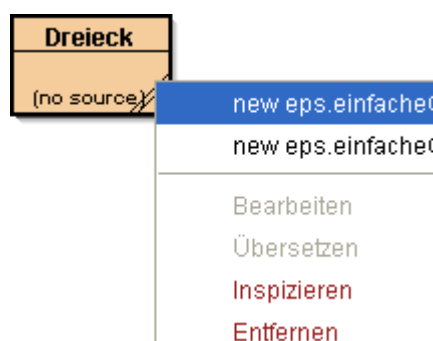 Dreieck
(no source)
new eps.einfache
new eps.einfache
Bearbeiten
Übersetzen
Inspizieren
Entfernen